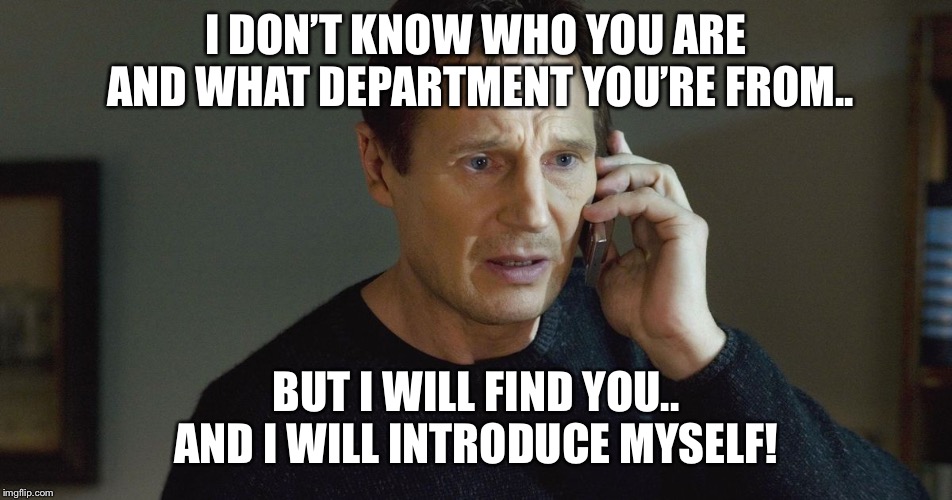 I DON’T KNOW WHO YOU ARE
AND WHAT DEPARTMENT YOU’RE FROM..
BUT I WILL FIND YOU..
AND I WILL INTRODUCE MYSELF!
imgflip.com